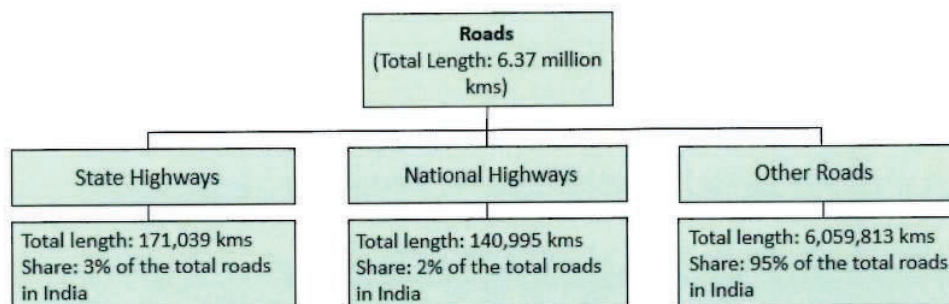 Roads
(Total Length: 6.37 million
kms)
State Highways
National Highways
Other Roads
Total length: 171,039 kms
Share: 3% of the total roads
in India
Total length: 140,995 kms
Share: 2% of the total roads
in India
Total length: 6,059,813 kms
Share: 95% of the total roads
in India